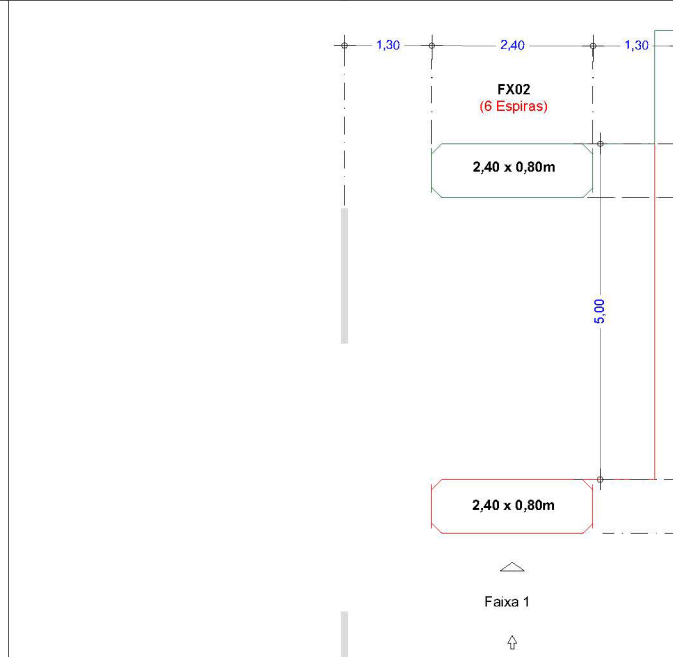 1,30 2,40 1,30
FX02
(6 Espiras)
2,40 x 0,80m
5,00
2,40 x 0,80m
Faixa 1